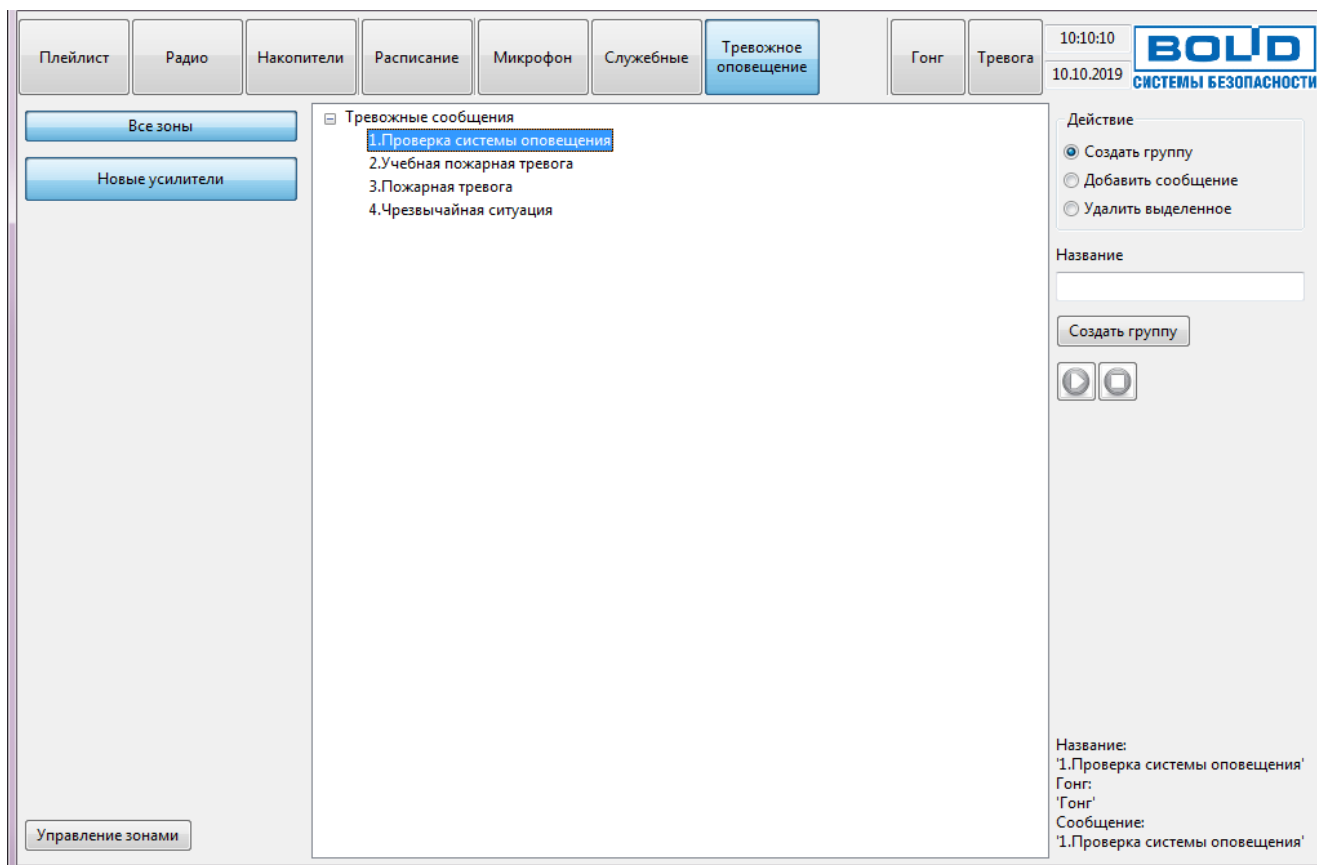 Плейлист
Радио
Накопители
Расписание
Микрофон
Служебные
Тревожное
оповещение
Гонг
Тревога
10:10:10
10.10.2019
BOLID
СИСТЕМЫ БЕЗОПАСНОСТИ
Все зоны
Новые усилители
Управление зонами
Тревожные сообщения
1.Проверка системы оповещения
2.Учебная пожарная тревога
3.Пожарная тревога
4.Чрезвычайная ситуация
Действие
Создать группу
Добавить сообщение
Удалить выделенное
Название
Создать группу
Название:
'1.Проверка системы оповещения'
Гонг:
'Гонг'
Сообщение:
'1.Проверка системы оповещения'